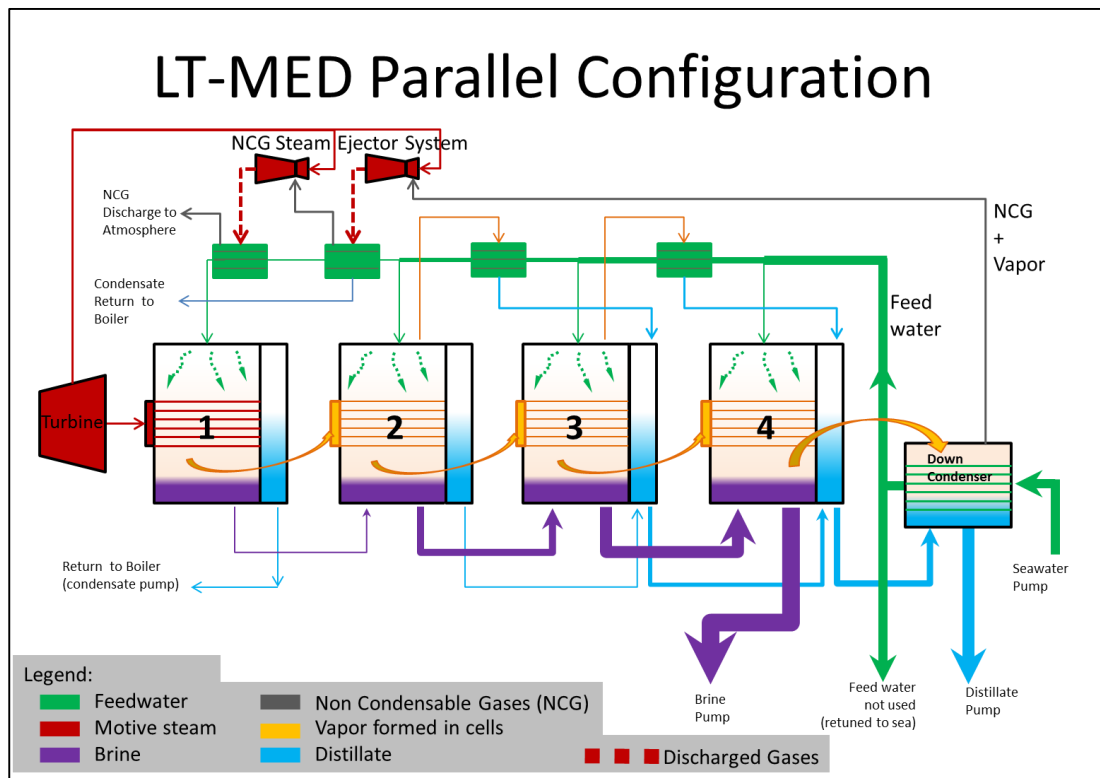 LT-MED Parallel Configuration
NCG Steam Ejector System
NCG
Discharge to
Atmosphere
NCG
+
Vapor
Condensate
Return to
Boiler
Feed
water
Turbine
1
2
3
4
Down
Condenser
Return to Boiler
(condensate pump)
Seawater
Pump
Brine
Pump
Feed water
not used
(retuned to sea)
Distillate
Pump
Legend:
Feedwater
Motive steam
Brine
Non Condensable Gases (NCG)
Vapor formed in cells
Distillate
Discharged Gases